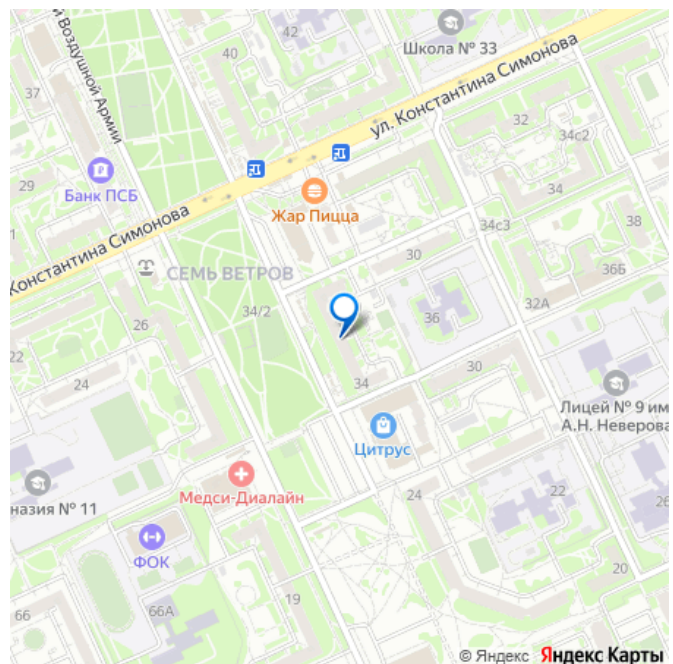 42
40
Школа № 33
й Воздушной Армии
37
ул. Константина Симонова
32
34с2
Банк ПСБ
29
34
Жар Пицца
34с3
38
1
Константина Симонова
30
СЕМЬ ВЕТРОВ
36Б
34/2
32А
26
36
22
24
34
30
Лицей № 9 им
А.Н. Неверова
Цитрус
Медси-Диалайн
24
22
26
назия № 11
ФОК
20
66
66А
19
© Яндекс Яндекс Карты